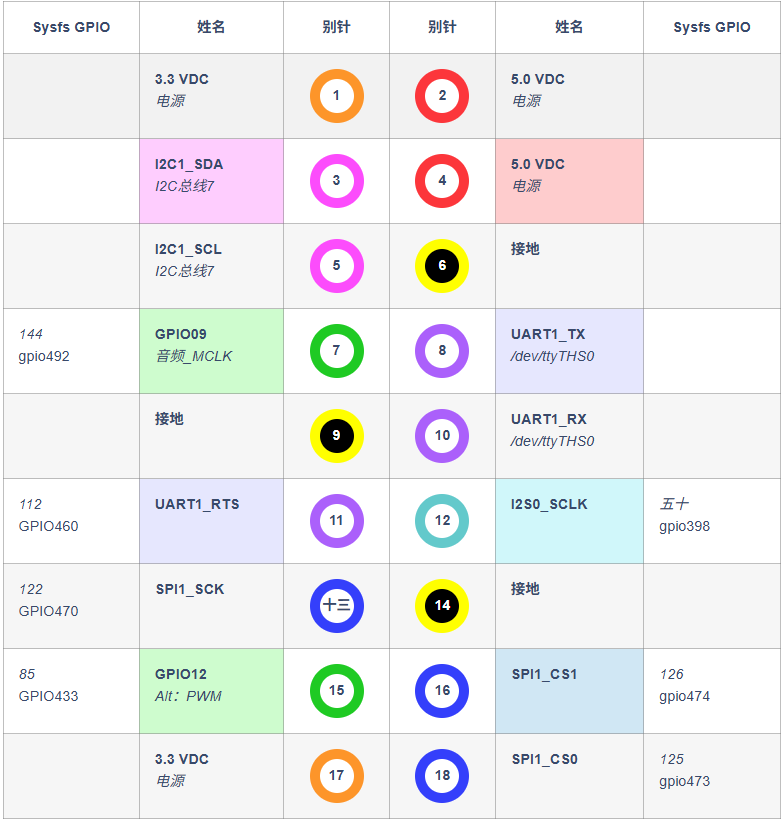 Sysfs GPIO 姓名 别针 别针 姓名 Sysfs GPIO
3.3 VDC 1 2 5.0 VDC
电源 电源
I2C1_SDA 3 4 5.0 VDC
I2C总线7 电源
I2C1_SCL 5 6 接地
I2C总线7
144 GPIO09 7 8 UART1_TX
gpio492 音频_MCLK /dev/ttyTHS0
接地 9 10 UART1_RX
/dev/ttyTHS0
112 UART1_RTS 11 12 I2S0_SCLK 五十
GPIO460 gpio398
122 SPI1_SCK 十三 14 接地
GPIO470
85 GPIO12 15 16 SPI1_CS1 126
GPIO433 Alt：PWM gpio474
3.3 VDC 17 18 SPI1_CS0 125
电源 gpio473